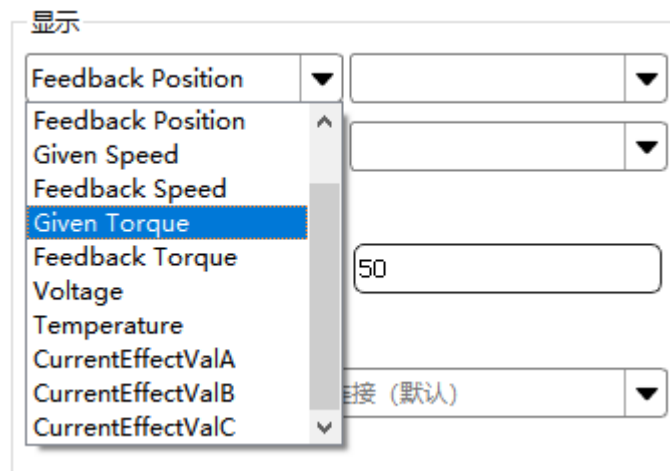 显示
Feedback Position
Feedback Position
Given Speed
Feedback Speed
Given Torque
Feedback Torque
50
Voltage
Temperature
CurrentEffectValA
CurrentEffectValB
接 (默认)
CurrentEffectValC